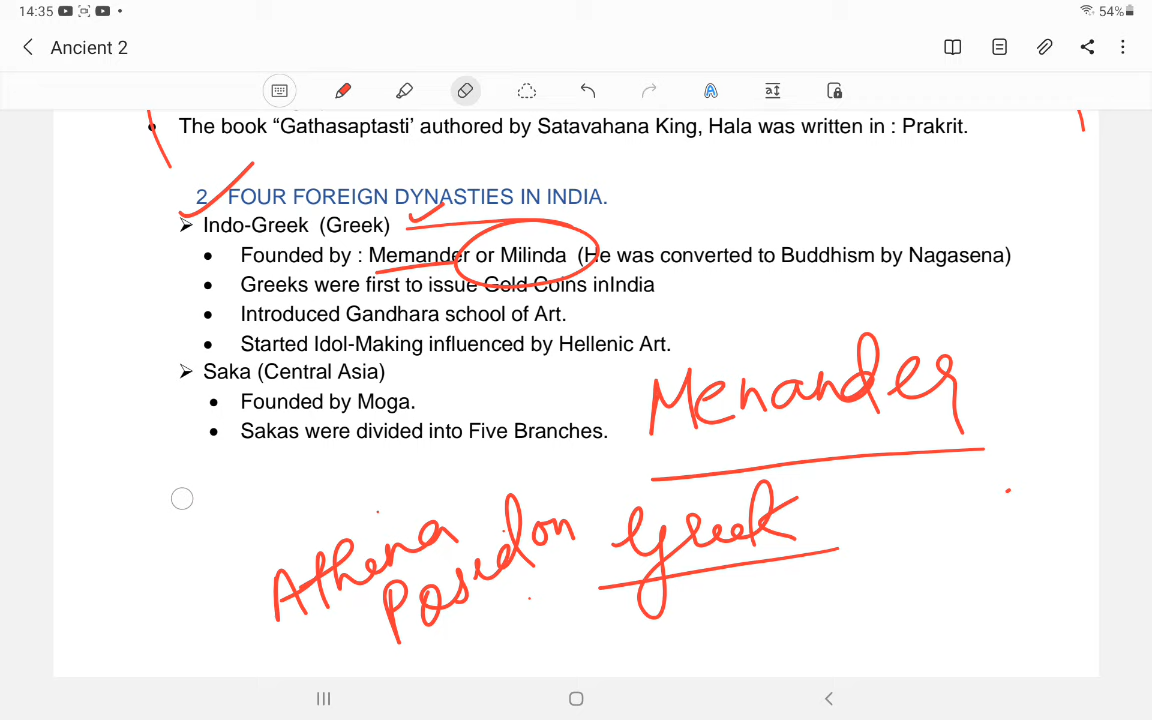 14:35
54%
Ancient 2
The book “Gathasaptasti’ authored by Satavahana King, Hala was written in : Prakrit.
2. FOUR FOREIGN DYNASTIES IN INDIA.
Indo-Greek (Greek)
Founded by : Memander or Milinda (He was converted to Buddhism by Nagasena)
Greeks were first to issue Gold Coins inIndia
Introduced Gandhara school of Art.
Started Idol-Making influenced by Hellenic Art.
Saka (Central Asia)
Founded by Moga.
Sakas were divided into Five Branches.
Menander
Athena
Poseidon
Greek